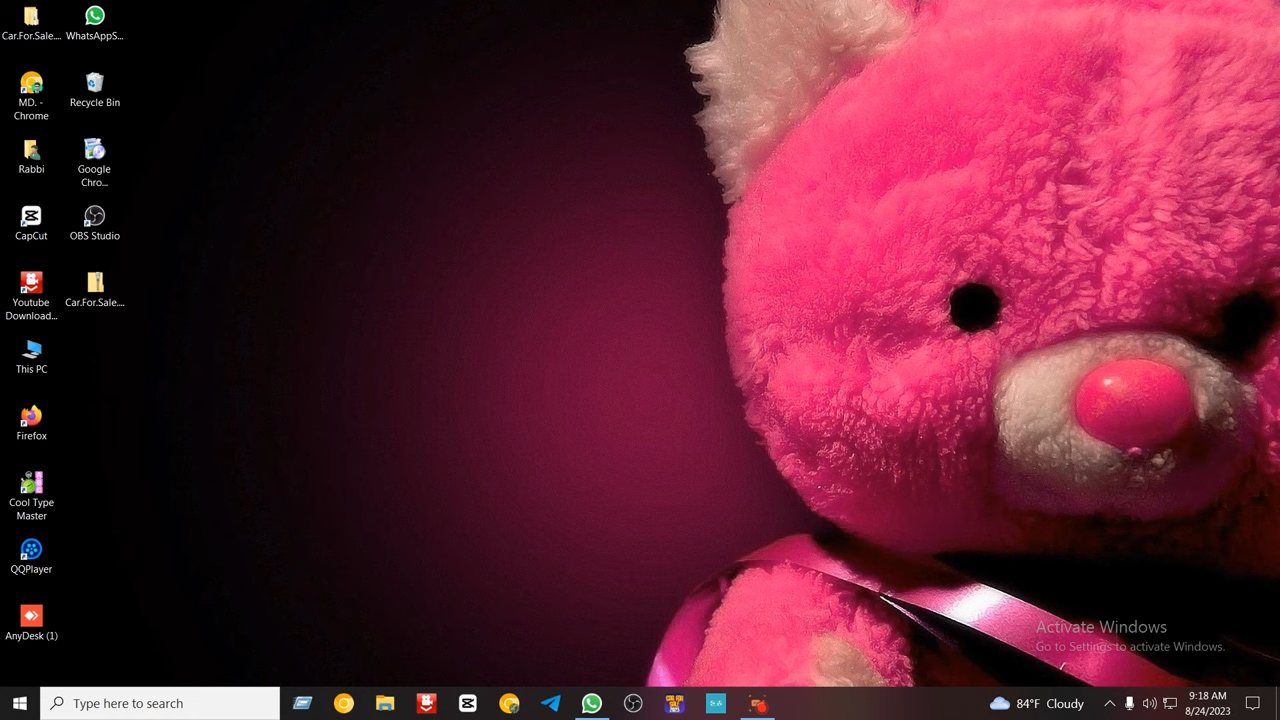 Car.For.Sale....
WhatsAppS...
MD. -
Chrome
Recycle Bin
Rabbi
Google
Chro...
CapCut
OBS Studio
Youtube
Download...
Car.For.Sale....
This PC
Firefox
Cool Type
Master
QQPlayer
AnyDesk (1)
Activate Windows
Go to Settings to activate Windows.
Type here to search
84°F Cloudy
9:18 AM
8/24/2023